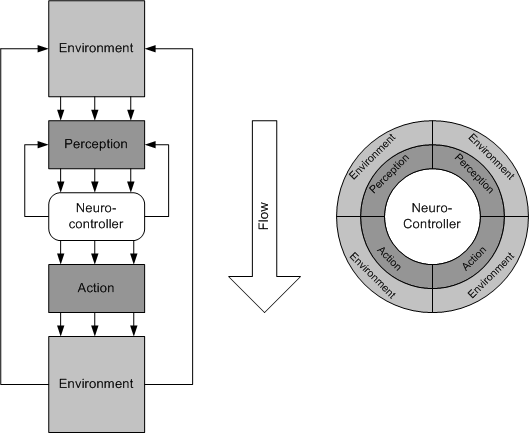 Environment
Perception
Neuro-
controller
Action
Environment
Flow
Environment
Environment
Perception
Perception
Neuro-
Controller
Action
Action
Environment
Environment